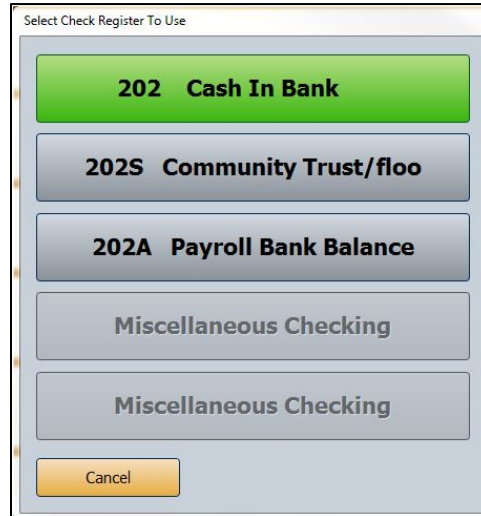 Select Check Register To Use
202 Cash In Bank
202S Community Trust/floo
202A Payroll Bank Balance
Miscellaneous Checking
Miscellaneous Checking
Cancel